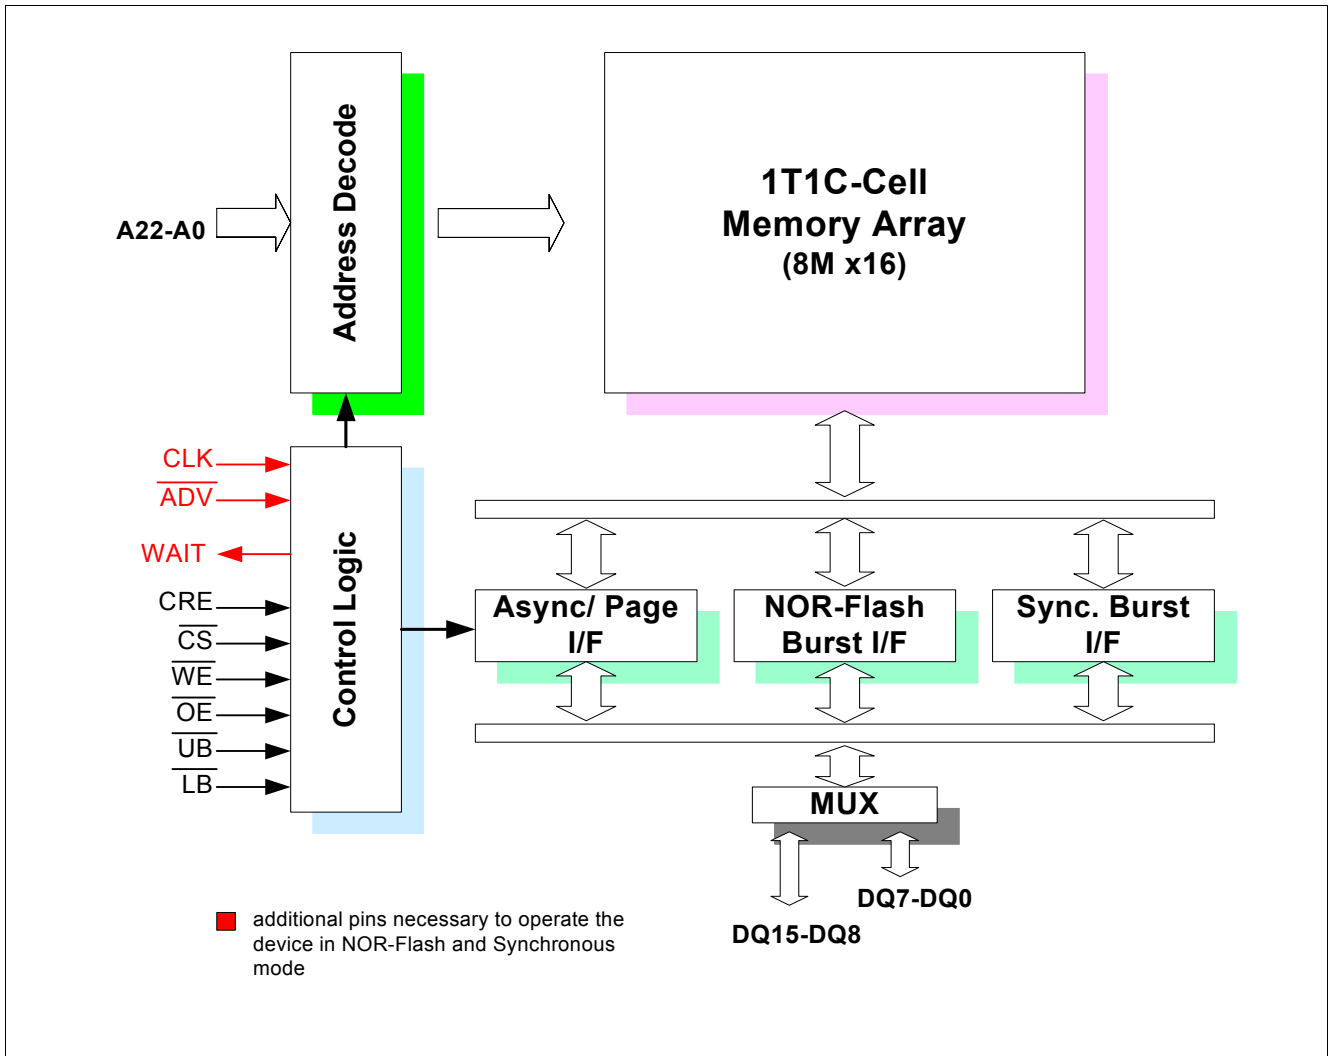 Address Decode
1T1C-Cell
Memory Array
(8M x16)
A22-A0
CLK
ADV
WAIT
CRE
CS
WE
OE
UB
LB
Control Logic
Async/ Page
I/F
NOR-Flash
Burst I/F
Sync. Burst
I/F
MUX
DQ7-DQ0
DQ15-DQ8
additional pins necessary to operate the
device in NOR-Flash and Synchronous
mode